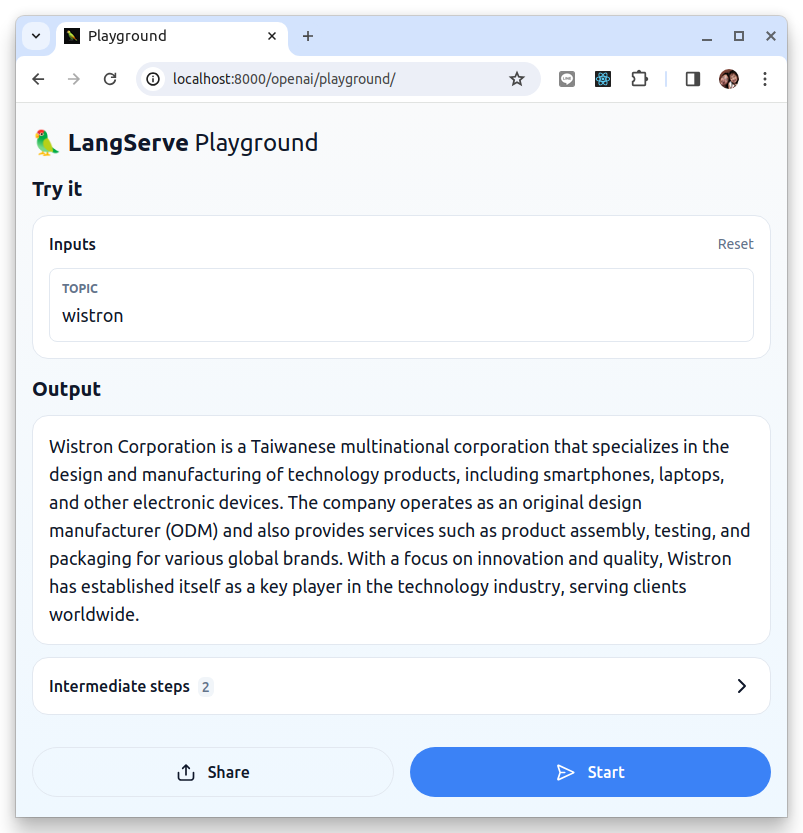 Playground
localhost:8000/openai/playground/
LangServe Playground
Try it
Inputs
Reset
TOPIC
wistron
Output
Wistron Corporation is a Taiwanese multinational corporation that specializes in the
design and manufacturing of technology products, including smartphones, laptops,
and other electronic devices. The company operates as an original design
manufacturer (ODM) and also provides services such as product assembly, testing, and
packaging for various global brands. With a focus on innovation and quality, Wistron
has established itself as a key player in the technology industry, serving clients
worldwide.
Intermediate steps 2
Share
Start